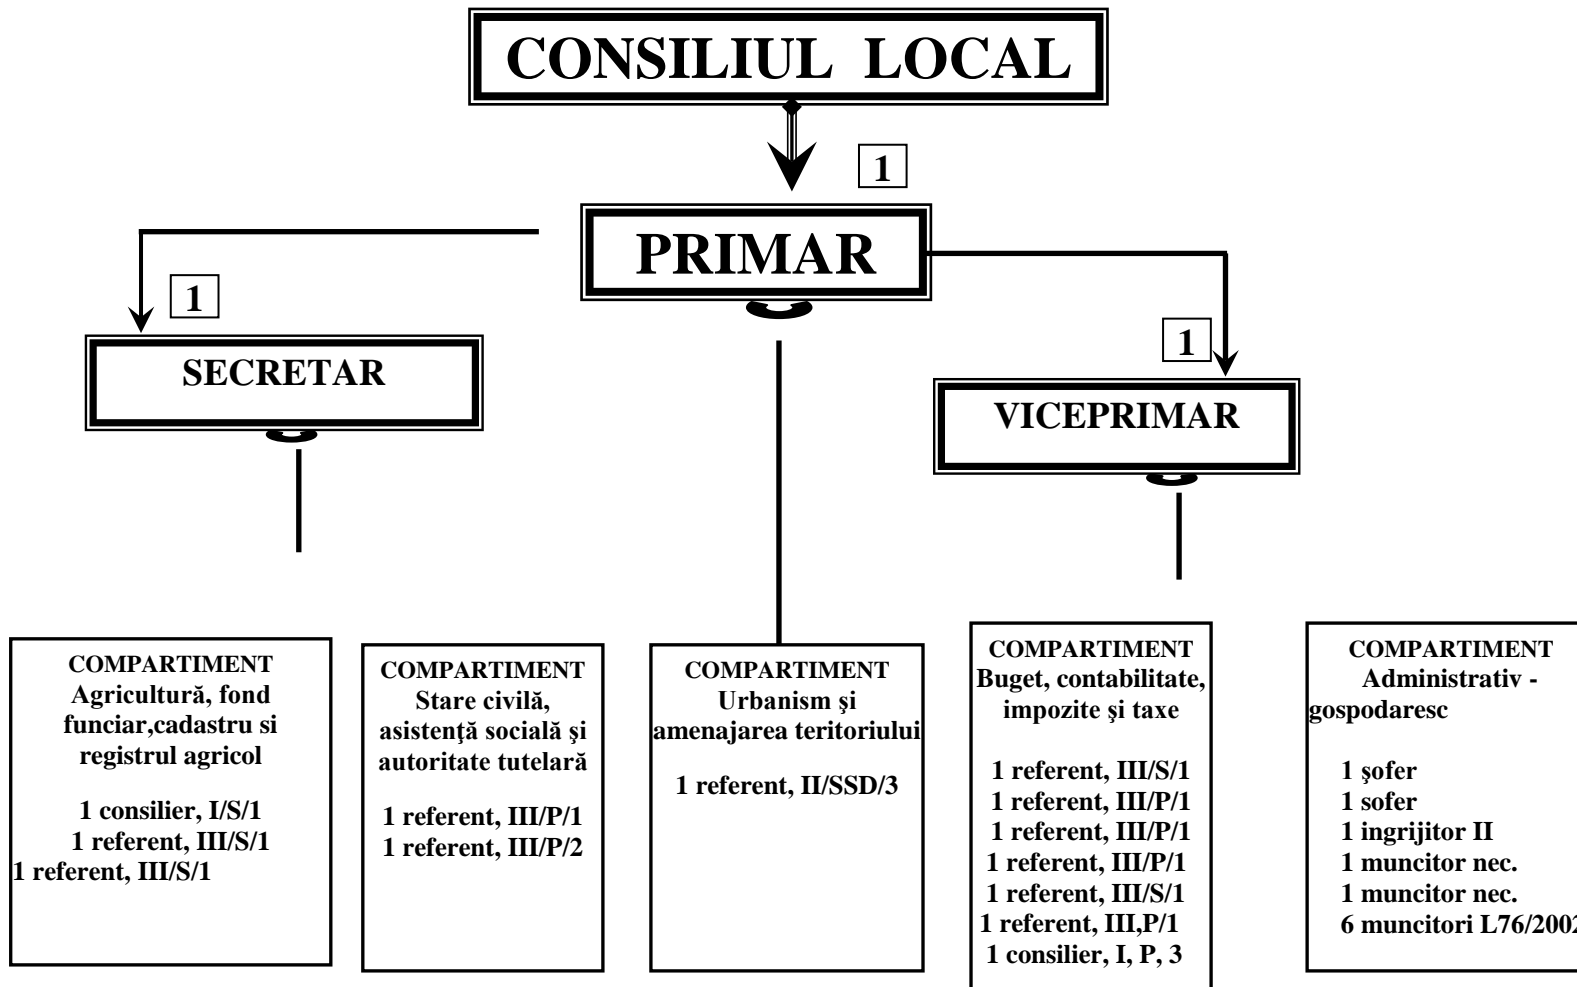 CONSILIUL LOCAL
1
PRIMAR
1
SECRETAR
1
VICEPRIMAR
COMPARTIMENT
Agricultură, fond
funciar,cadastru si
registrul agricol
1 consilier, I/S/1
1 referent, III/S/1
1 referent, III/S/1
COMPARTIMENT
Stare civilă,
asistenţă socială şi
autoritate tutelară
1 referent, III/P/1
1 referent, III/P/2
COMPARTIMENT
Urbanism şi
amenajarea teritoriului
1 referent, II/SSD/3
COMPARTIMENT
Buget, contabilitate,
impozite şi taxe
1 referent, III/S/1
1 referent, III/P/1
1 referent, III/P/1
1 referent, III/P/1
1 referent, III/S/1
1 referent, III,P/1
1 consilier, I, P, 3
COMPARTIMENT
Administrativ -
gospodaresc
1 şofer
1 sofer
1 ingrijitor II
1 muncitor nec.
1 muncitor nec.
6 muncitori L76/2002